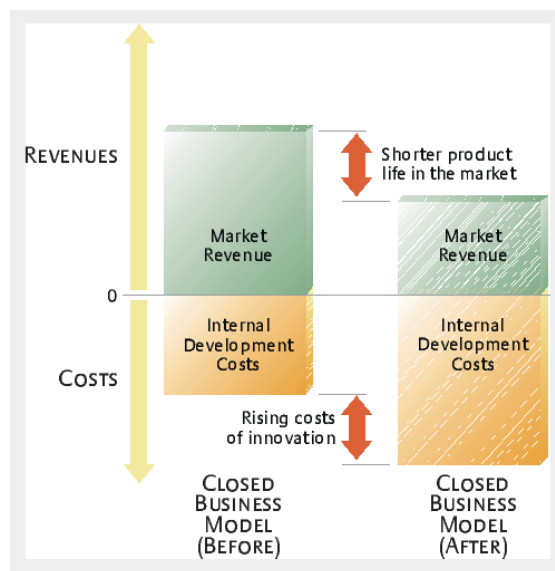 REVENUES
Shorter product
life in the market
Market
Revenue
Market
Revenue
0
Internal
Development
Costs
Internal
Development
Costs
COSTS
Rising costs
of innovation
CLOSED
BUSINESS
MODEL
(BEFORE)
CLOSED
BUSINESS
MODEL
(AFTER)